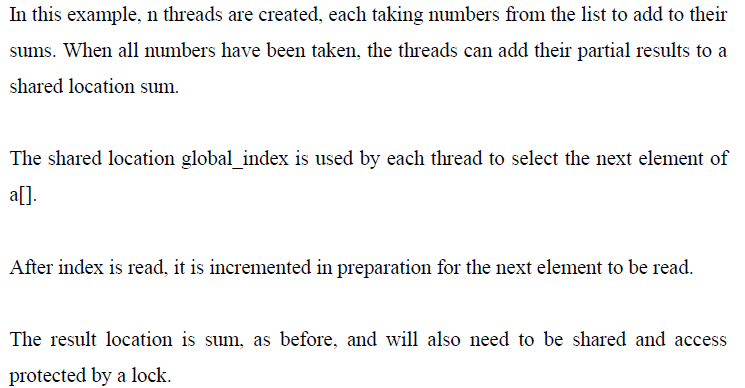 In this example, n threads are created, each taking numbers from the list to add to their
sums. When all numbers have been taken, the threads can add their partial results to a
shared location sum.
The shared location global_index is used by each thread to select the next element of
a[].
After index is read, it is incremented in preparation for the next element to be read.
The result location is sum, as before, and will also need to be shared and access
protected by a lock.